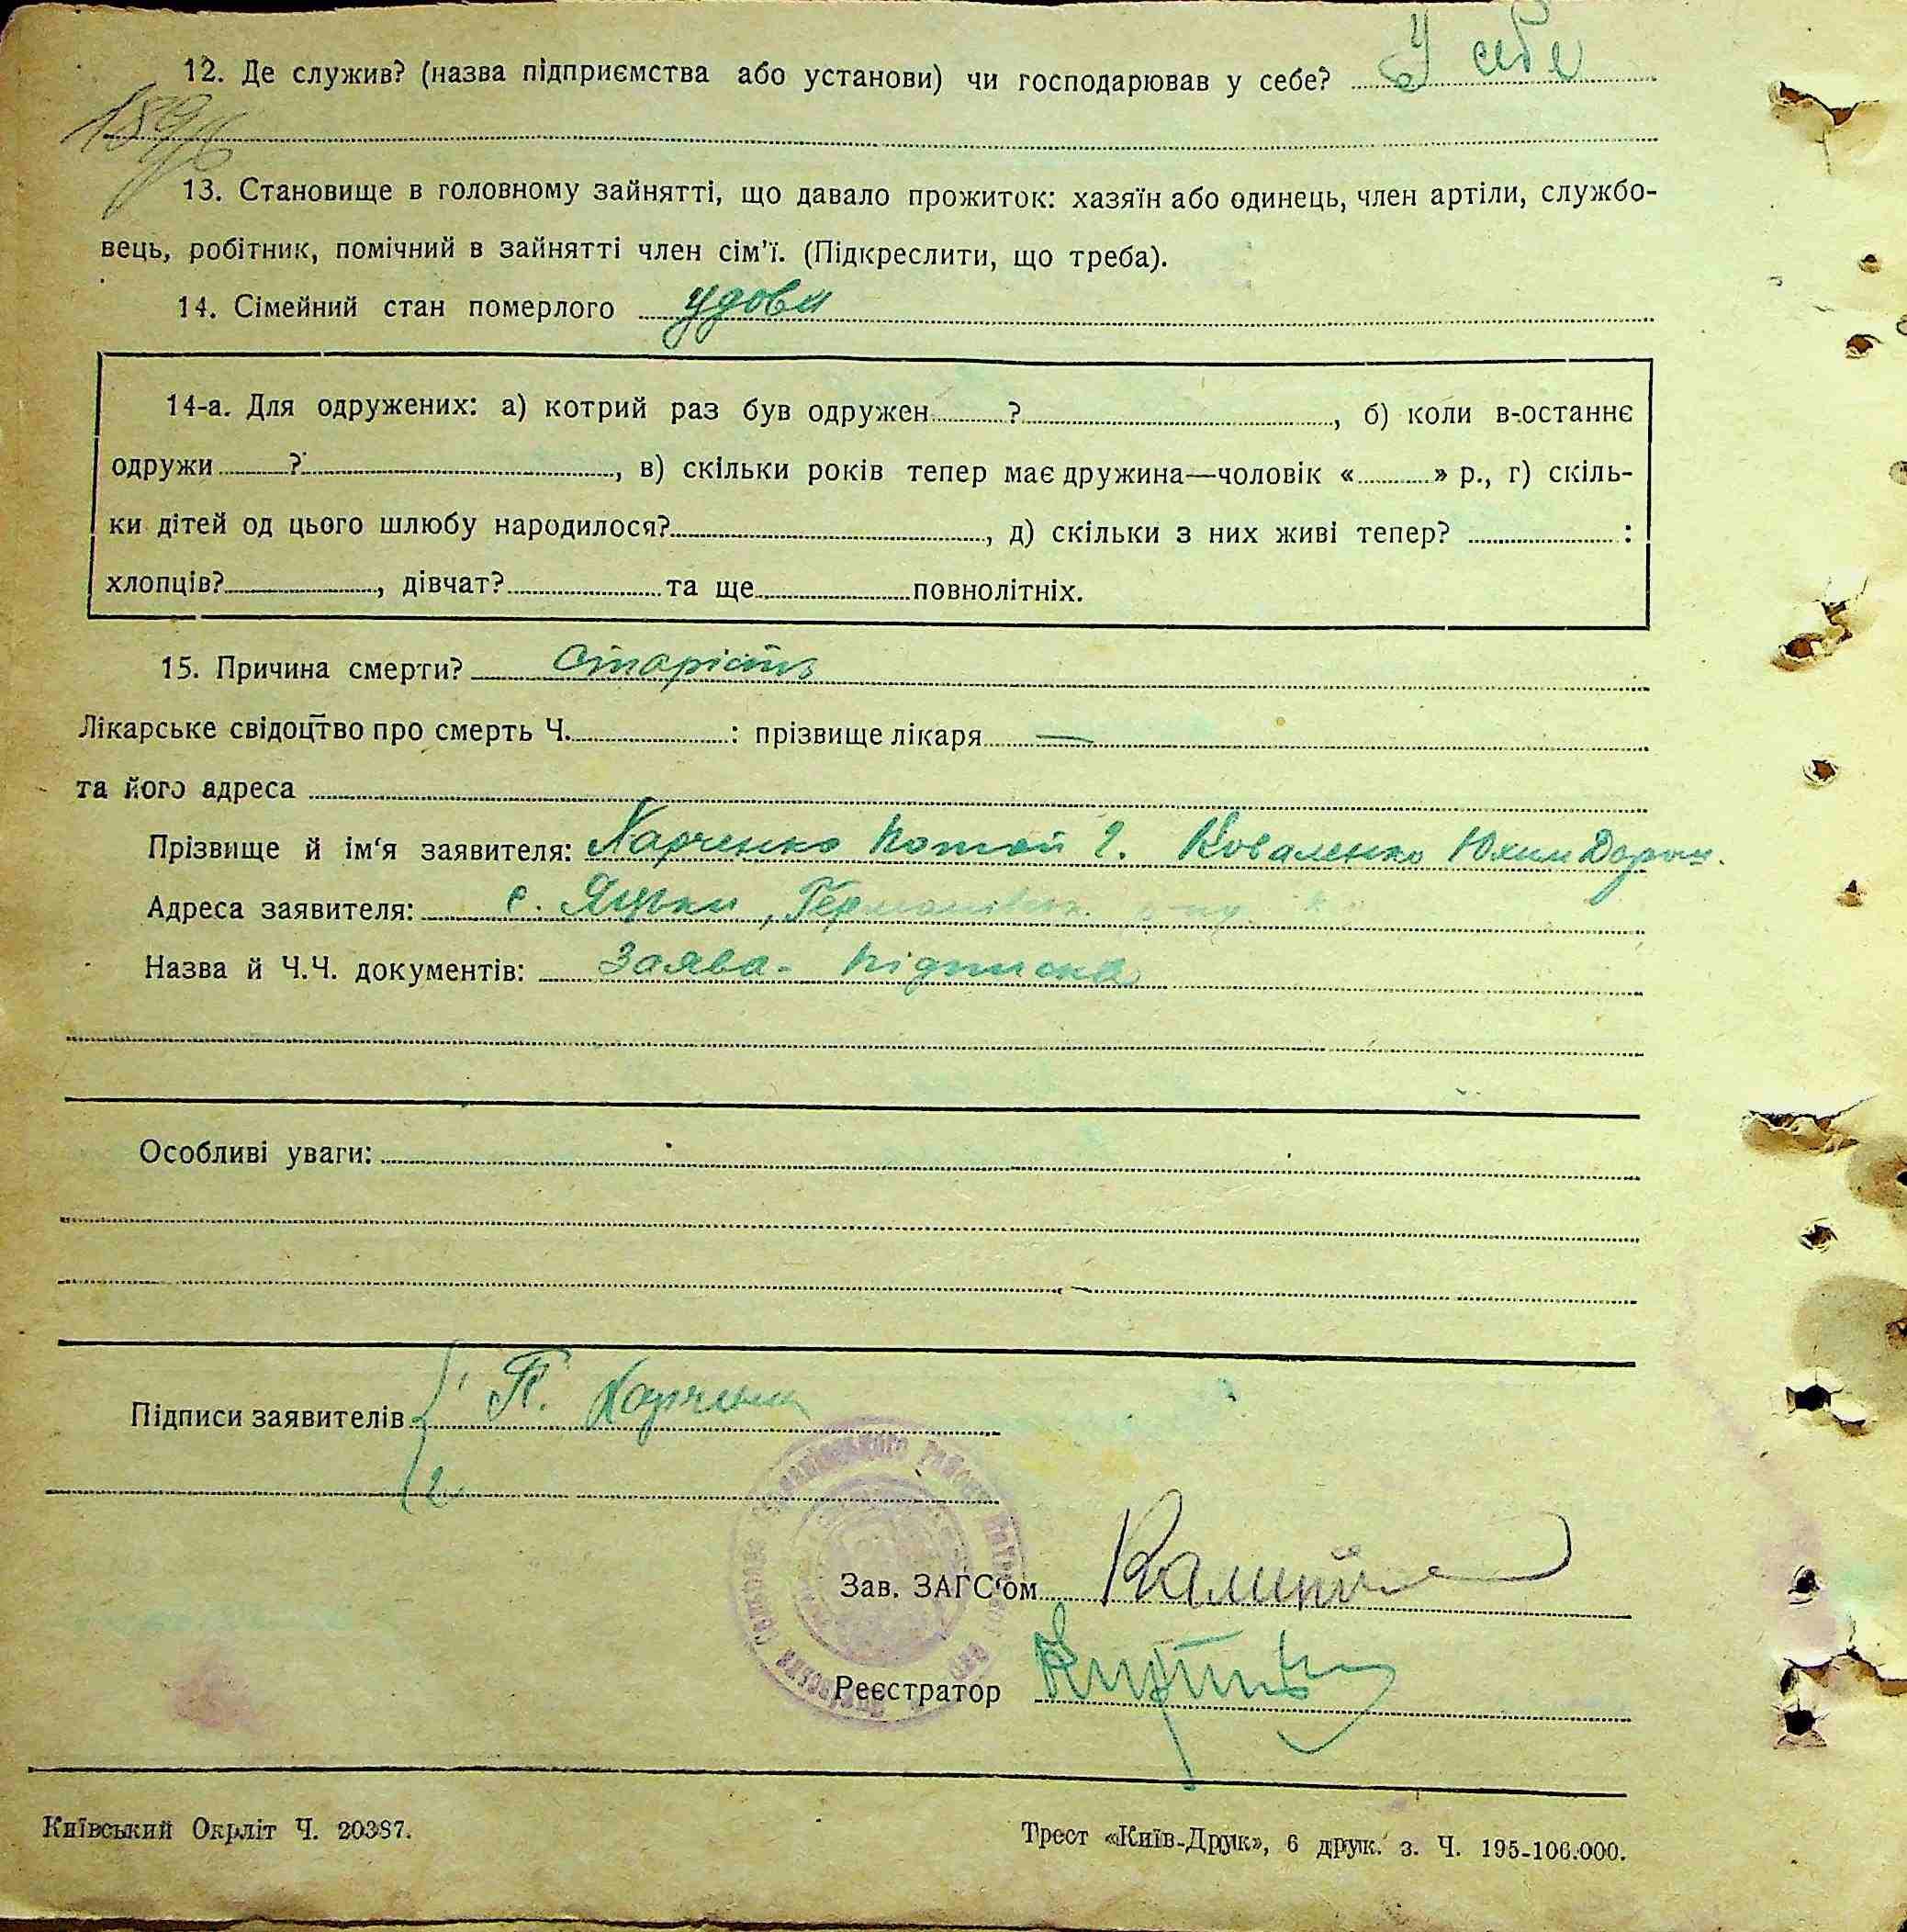 12. Де служив? (назва підприємства або установи) чи господарював у себе? У себе
13. Становище в головному зайнятті, що давало прожиток: хазяїн або одинець, член артіли, службо-
вець, робітник, помічний в зайнятті член сім'ї. (Підкреслити, що треба).
14. Сімейний стан померлого удова
14-а. Для одружених: а) котрий раз був одружен ? , б) коли в-останнє
одружи ? , в) скільки років тепер має дружина—чоловік « » р., г) скіль-
ки дітей од цього шлюбу народилося? , д) скільки з них живі тепер? :
хлопців? , дівчат? та ще повнолітніх.
15. Причина смерти? Старість
Лікарське свідоцтво про смерть Ч. : прізвище лікаря —
та його адреса
Прізвище й ім'я заявителя: Харченко Коваленко Юхим
Адреса заявителя: с. Яцьки,
Назва й Ч.Ч. документів: Заява - підписка
Особливі уваги:
Підписи заявителів П. Харченко
2.
Зав. ЗАГС'ом
Реєстратор
Київський Окрліт Ч. 20387.
Трест «Київ-Друк», 6 друк. з. Ч. 195-106.000.